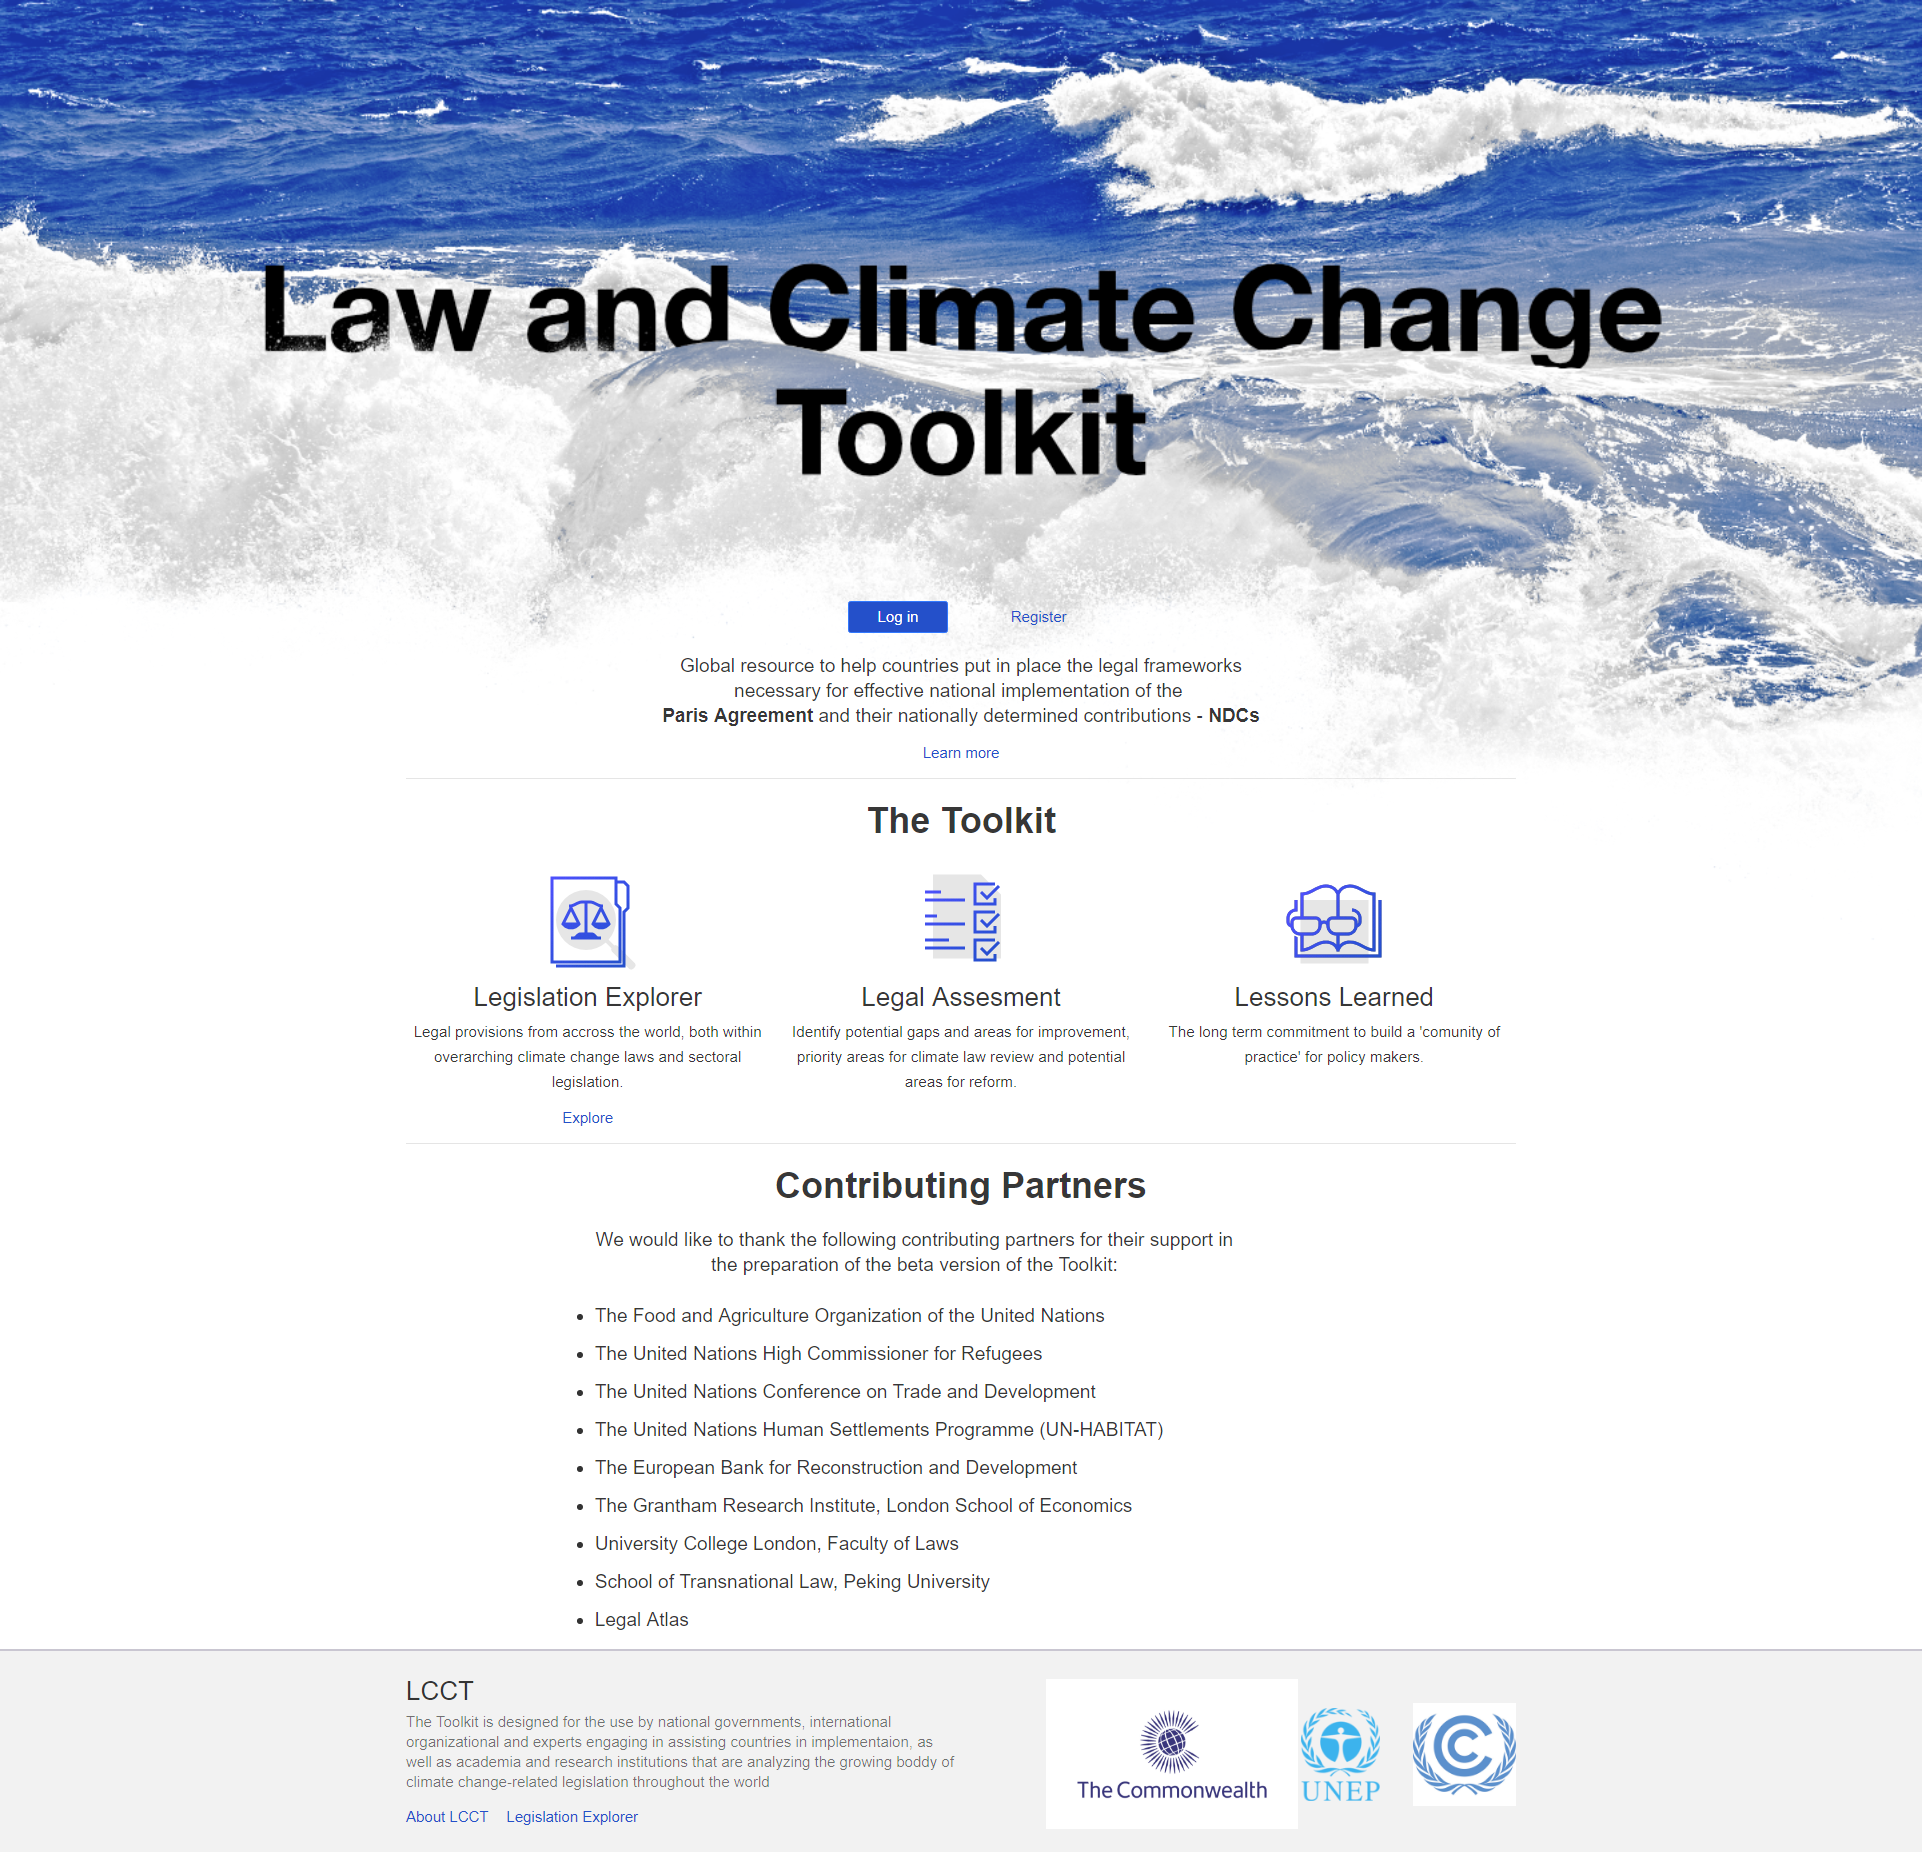 Law and Climate Change
Toolkit
Log in
Register
Global resource to help countries put in place the legal frameworks
necessary for effective national implementation of the
Paris Agreement and their nationally determined contributions - NDCs
Learn more
The Toolkit
Legislation Explorer
Legal provisions from accross the world, both within
overarching climate change laws and sectoral
legislation.
Explore
Legal Assesment
Identify potential gaps and areas for improvement,
priority areas for climate law review and potential
areas for reform.
Lessons Learned
The long term commitment to build a 'comunity of
practice' for policy makers.
Contributing Partners
We would like to thank the following contributing partners for their support in
the preparation of the beta version of the Toolkit:
• The Food and Agriculture Organization of the United Nations
• The United Nations High Commissioner for Refugees
• The United Nations Conference on Trade and Development
• The United Nations Human Settlements Programme (UN-HABITAT)
• The European Bank for Reconstruction and Development
• The Grantham Research Institute, London School of Economics
• University College London, Faculty of Laws
• School of Transnational Law, Peking University
• Legal Atlas
LCCT
The Toolkit is designed for the use by national governments, international
organizational and experts engaging in assisting countries in implementaion, as
well as academia and research institutions that are analyzing the growing boddy of
climate change-related legislation throughout the world
About LCCT
Legislation Explorer
The Commonwealth
UNEP